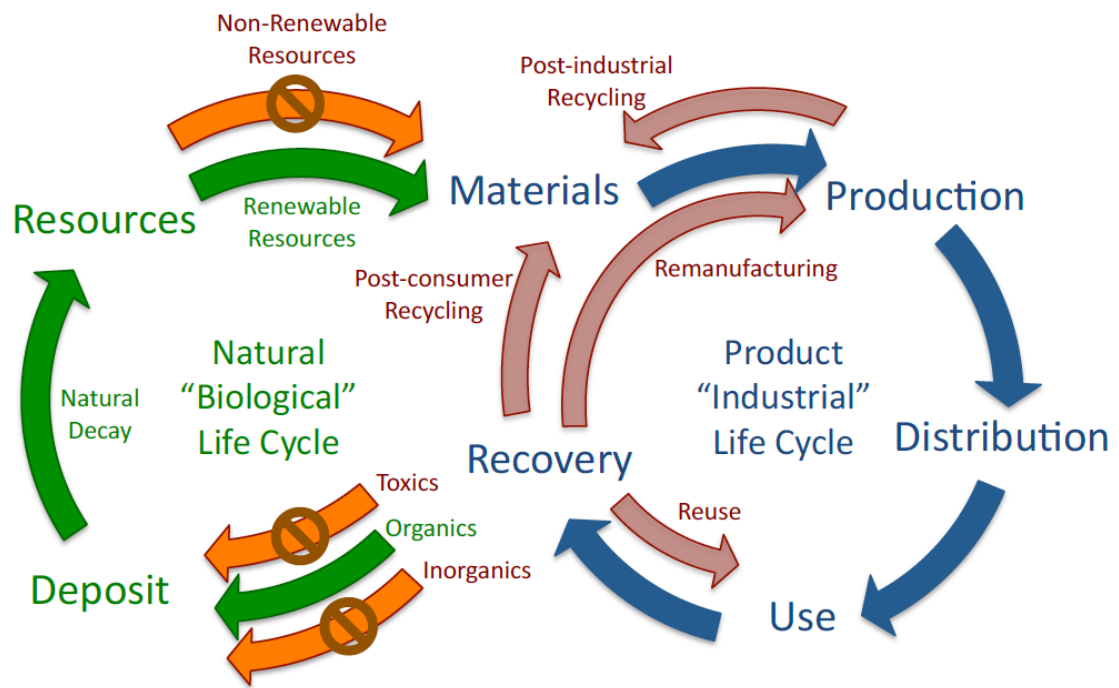 Non-Renewable
Resources
Post-industrial
Recycling
Materials
Production
Resources
Renewable
Resources
Post-consumer
Recycling
Remanufacturing
Natural
“Biological”
Life Cycle
Product
“Industrial”
Life Cycle
Natural
Decay
Distribution
Recovery
Toxics
Organics
Inorganics
Reuse
Deposit
Use